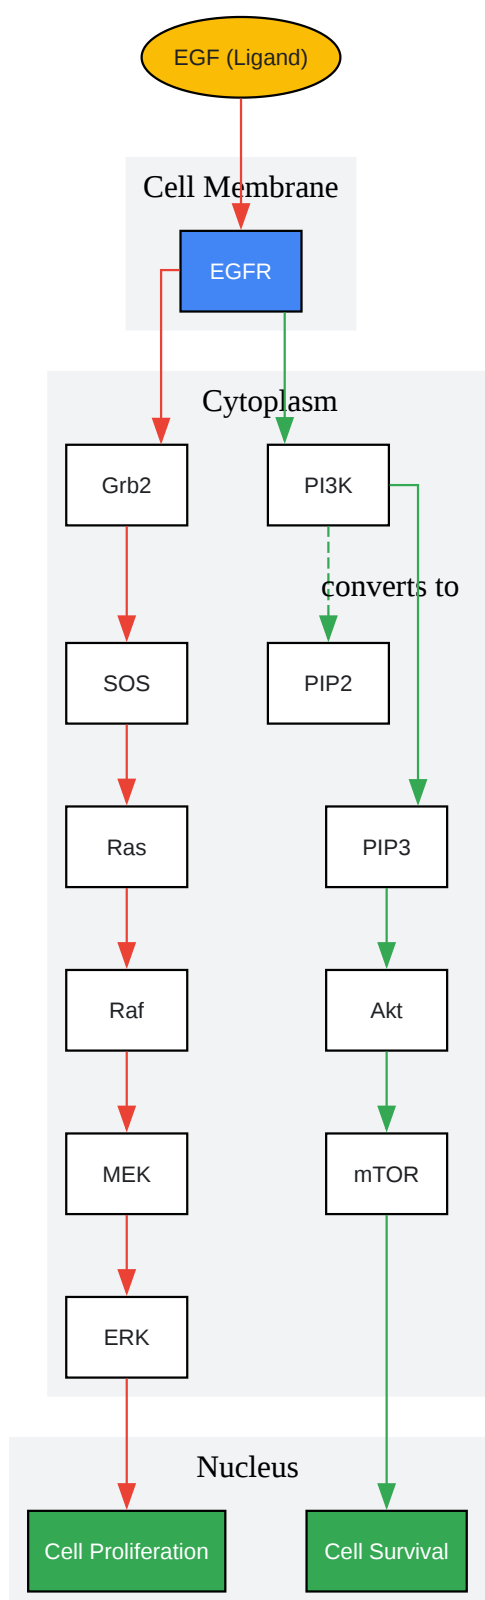 EGF (Ligand)
Cell Membrane
EGFR
Cytoplasm
Grb2
PI3K
converts to
SOS
PIP2
Ras
PIP3
Raf
Akt
MEK
mTOR
ERK
Nucleus
Cell Proliferation
Cell Survival